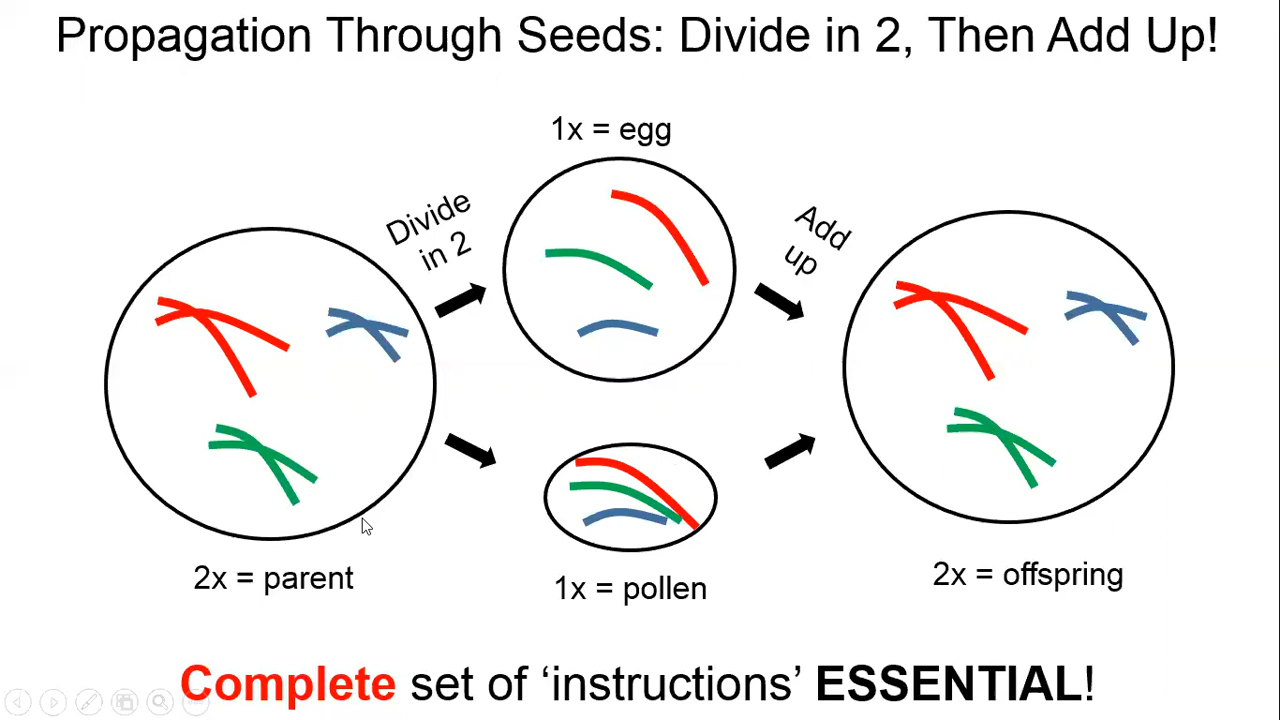 Propagation Through Seeds: Divide in 2, Then Add Up!
1x = egg
Divide
in 2
Add
up
2x = parent
1x = pollen
2x = offspring
Complete set of ‘instructions’ ESSENTIAL!